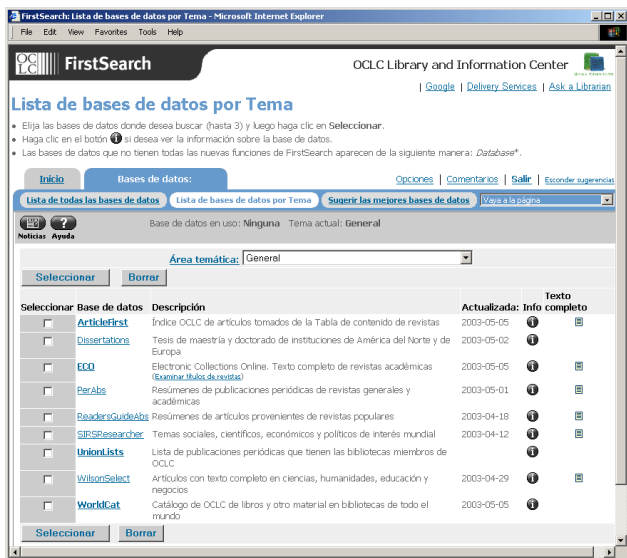 FirstSearch: Lista de bases de datos por Tema - Microsoft Internet Explorer
File Edit View Favorites Tools Help
OCLC FirstSearch OCLC Library and Information Center
| Google | Delivery Services | Ask a Librarian
Lista de bases de datos por Tema
• Elija las bases de datos donde desea buscar (hasta 3) y luego haga clic en Seleccionar.
• Haga clic en el botón i si desea ver la información sobre la base de datos.
• Las bases de datos que no tienen todas las nuevas funciones de FirstSearch aparecen de la siguiente manera: Database*.
Inicio Bases de datos: Opciones | Comentarios | Salir | Esconder sugerencias
Lista de todas las bases de datos Lista de bases de datos por Tema Sugerir las mejores bases de datos Vaya a la página
Noticias Ayuda Base de datos en uso: Ninguna Tema actual: General
Área temática: General
Seleccionar Borrar
Seleccionar Base de datos Descripción Actualizada: Info Texto completo
ArticleFirst Índice OCLC de artículos tomados de la Tabla de contenido de revistas 2003-05-05
Dissertations Tesis de maestría y doctorado de instituciones de América del Norte y de 2003-05-02
Europa
ECO Electronic Collections Online. Texto completo de revistas académicas 2003-05-05
(Examinar títulos de revistas)
PerAbs Resúmenes de publicaciones periódicas de revistas generales y 2003-05-01
académicas
ReadersGuideAbs Resúmenes de artículos provenientes de revistas populares 2003-04-18
SIRSResearcher Temas sociales, científicos, económicos y políticos de interés mundial 2003-04-12
UnionLists Lista de publicaciones periódicas que tienen las bibliotecas miembros de
OCLC
WilsonSelect Artículos con texto completo en ciencias, humanidades, educación y 2003-04-29
negocios
WorldCat Catálogo de OCLC de libros y otro material en bibliotecas de todo el 2003-05-05
mundo
Seleccionar Borrar